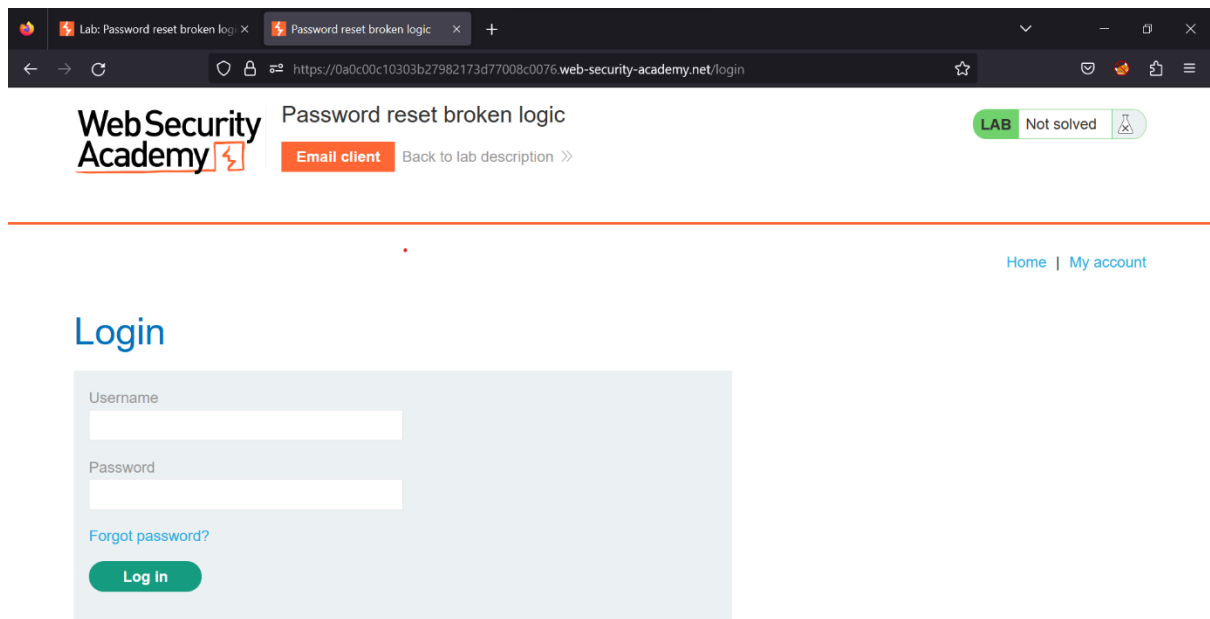 Lab: Password reset broken logi
Password reset broken logic
https://0a0c00c10303b27982173d77008c0076.web-security-academy.net/login
Web Security
Academy
Password reset broken logic
Email client
Back to lab description
LAB Not solved
Home | My account
Login
Username
Password
Forgot password?
Log in